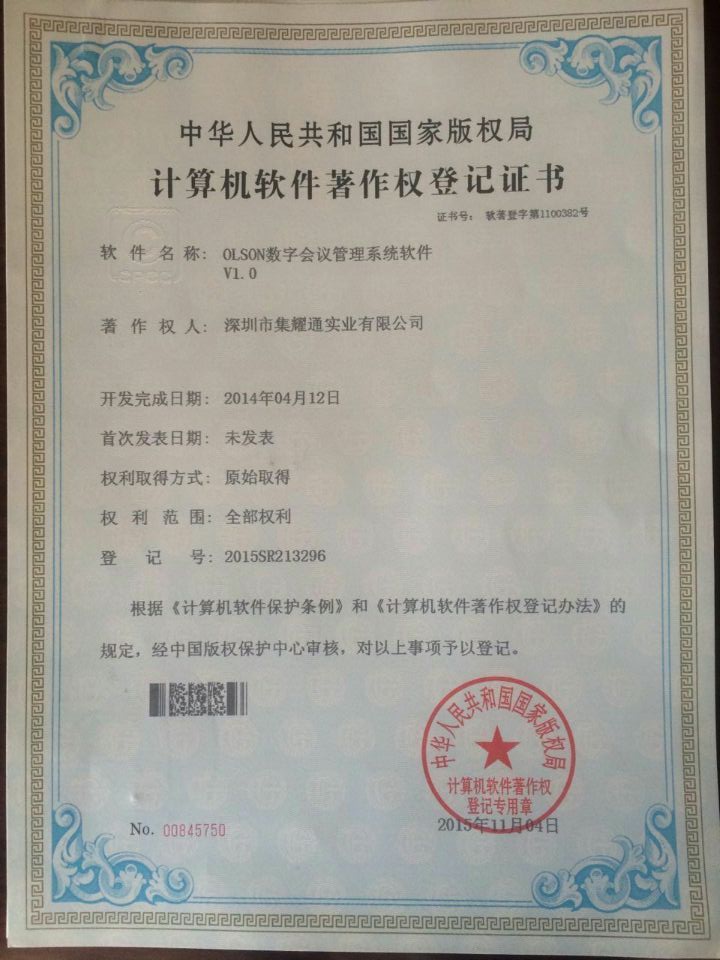 中华人民共和国国家版权局
计算机软件著作权登记证书
证书号： 软著登字第1100382号
软件名称： OLSON数字会议管理系统软件
V1.0
著作权人： 深圳市集耀通实业有限公司
开发完成日期： 2014年04月12日
首次发表日期： 未发表
权利取得方式： 原始取得
权利范围： 全部权利
登记号： 2015SR213296
根据《计算机软件保护条例》和《计算机软件著作权登记办法》的
规定，经中国版权保护中心审核，对以上事项予以登记。
中华人民共和国国家版权局
计算机软件著作权
登记专用章
No. 00845750
2015年11月04日